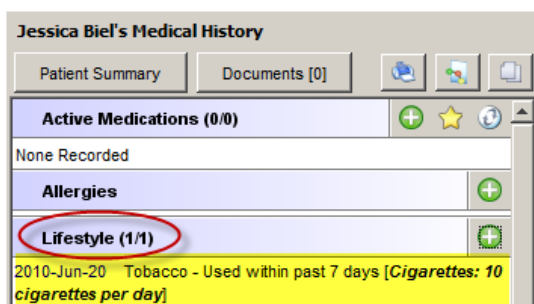 Jessica Biel's Medical History
Patient Summary Documents [0]
Active Medications (0/0)
None Recorded
Allergies
Lifestyle (1/1)
2010-Jun-20 Tobacco - Used within past 7 days [Cigarettes: 10
cigarettes per day]